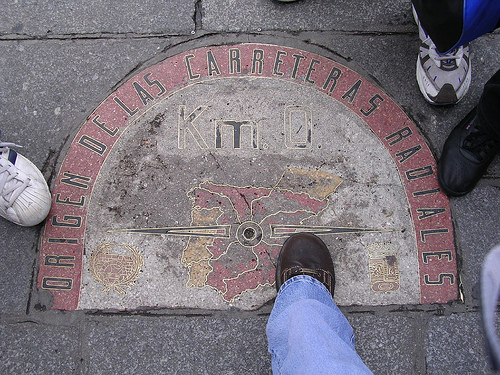 ORIGEN DE LAS CARRETERAS RADIALES
Km. 0.